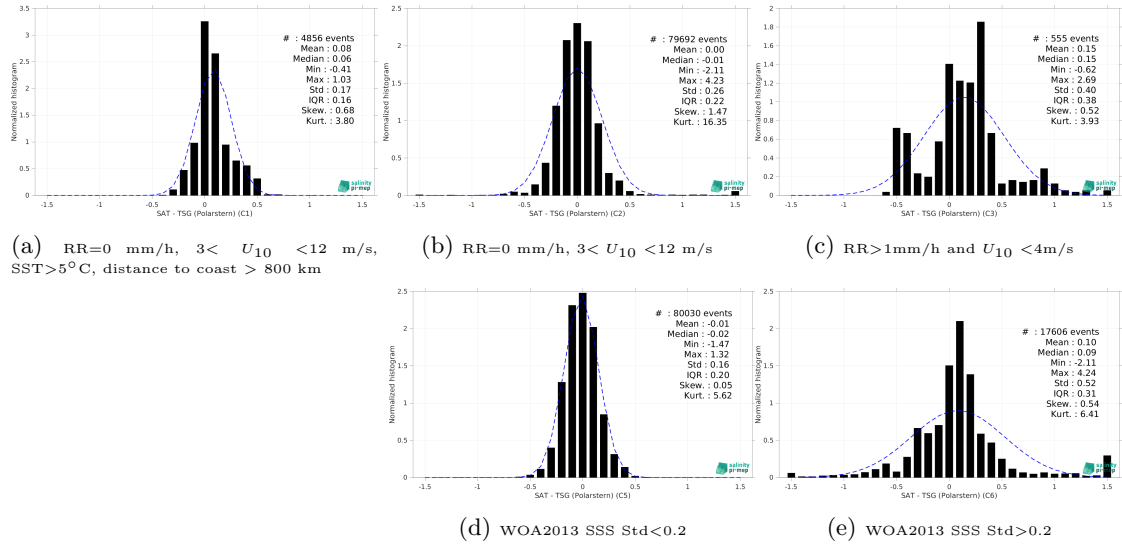 3.5
3
2.5
2
1.5
1
0.5
0
-1.5 -1 -0.5 0 0.5 1 1.5
Normalized histogram
SAT - TSG (Polarstern) (C1)
# : 4856 events
Mean : 0.08
Median : 0.06
Min : -0.41
Max : 1.03
Std : 0.17
IQR : 0.16
Skew. : 0.68
Kurt. : 3.80
salinity
pi-mep
(a) RR=0 mm/h, 3< U10 <12 m/s,
SST>5°C, distance to coast > 800 km
2.5
2
1.5
1
0.5
0
-1.5 -1 -0.5 0 0.5 1 1.5
Normalized histogram
SAT - TSG (Polarstern) (C2)
# : 79692 events
Mean : 0.00
Median : -0.01
Min : -2.11
Max : 4.23
Std : 0.26
IQR : 0.22
Skew. : 1.47
Kurt. : 16.35
salinity
pi-mep
(b) RR=0 mm/h, 3< U10 <12 m/s
2
1.8
1.6
1.4
1.2
1
0.8
0.6
0.4
0.2
0
-1.5 -1 -0.5 0 0.5 1 1.5
Normalized histogram
SAT - TSG (Polarstern) (C3)
# : 555 events
Mean : 0.15
Median : 0.15
Min : -0.62
Max : 2.69
Std : 0.40
IQR : 0.38
Skew. : 0.52
Kurt. : 3.93
salinity
pi-mep
(c) RR>1mm/h and U10 <4m/s
2.5
2
1.5
1
0.5
0
-1.5 -1 -0.5 0 0.5 1 1.5
Normalized histogram
SAT - TSG (Polarstern) (C5)
# : 80030 events
Mean : -0.01
Median : -0.02
Min : -1.47
Max : 1.32
Std : 0.16
IQR : 0.20
Skew. : 0.05
Kurt. : 5.62
salinity
pi-mep
(d) WOA2013 SSS Std<0.2
2.5
2
1.5
1
0.5
0
-1.5 -1 -0.5 0 0.5 1 1.5
Normalized histogram
SAT - TSG (Polarstern) (C6)
# : 17606 events
Mean : 0.10
Median : 0.09
Min : -2.11
Max : 4.24
Std : 0.52
IQR : 0.31
Skew. : 0.54
Kurt. : 6.41
salinity
pi-mep
(e) WOA2013 SSS Std>0.2